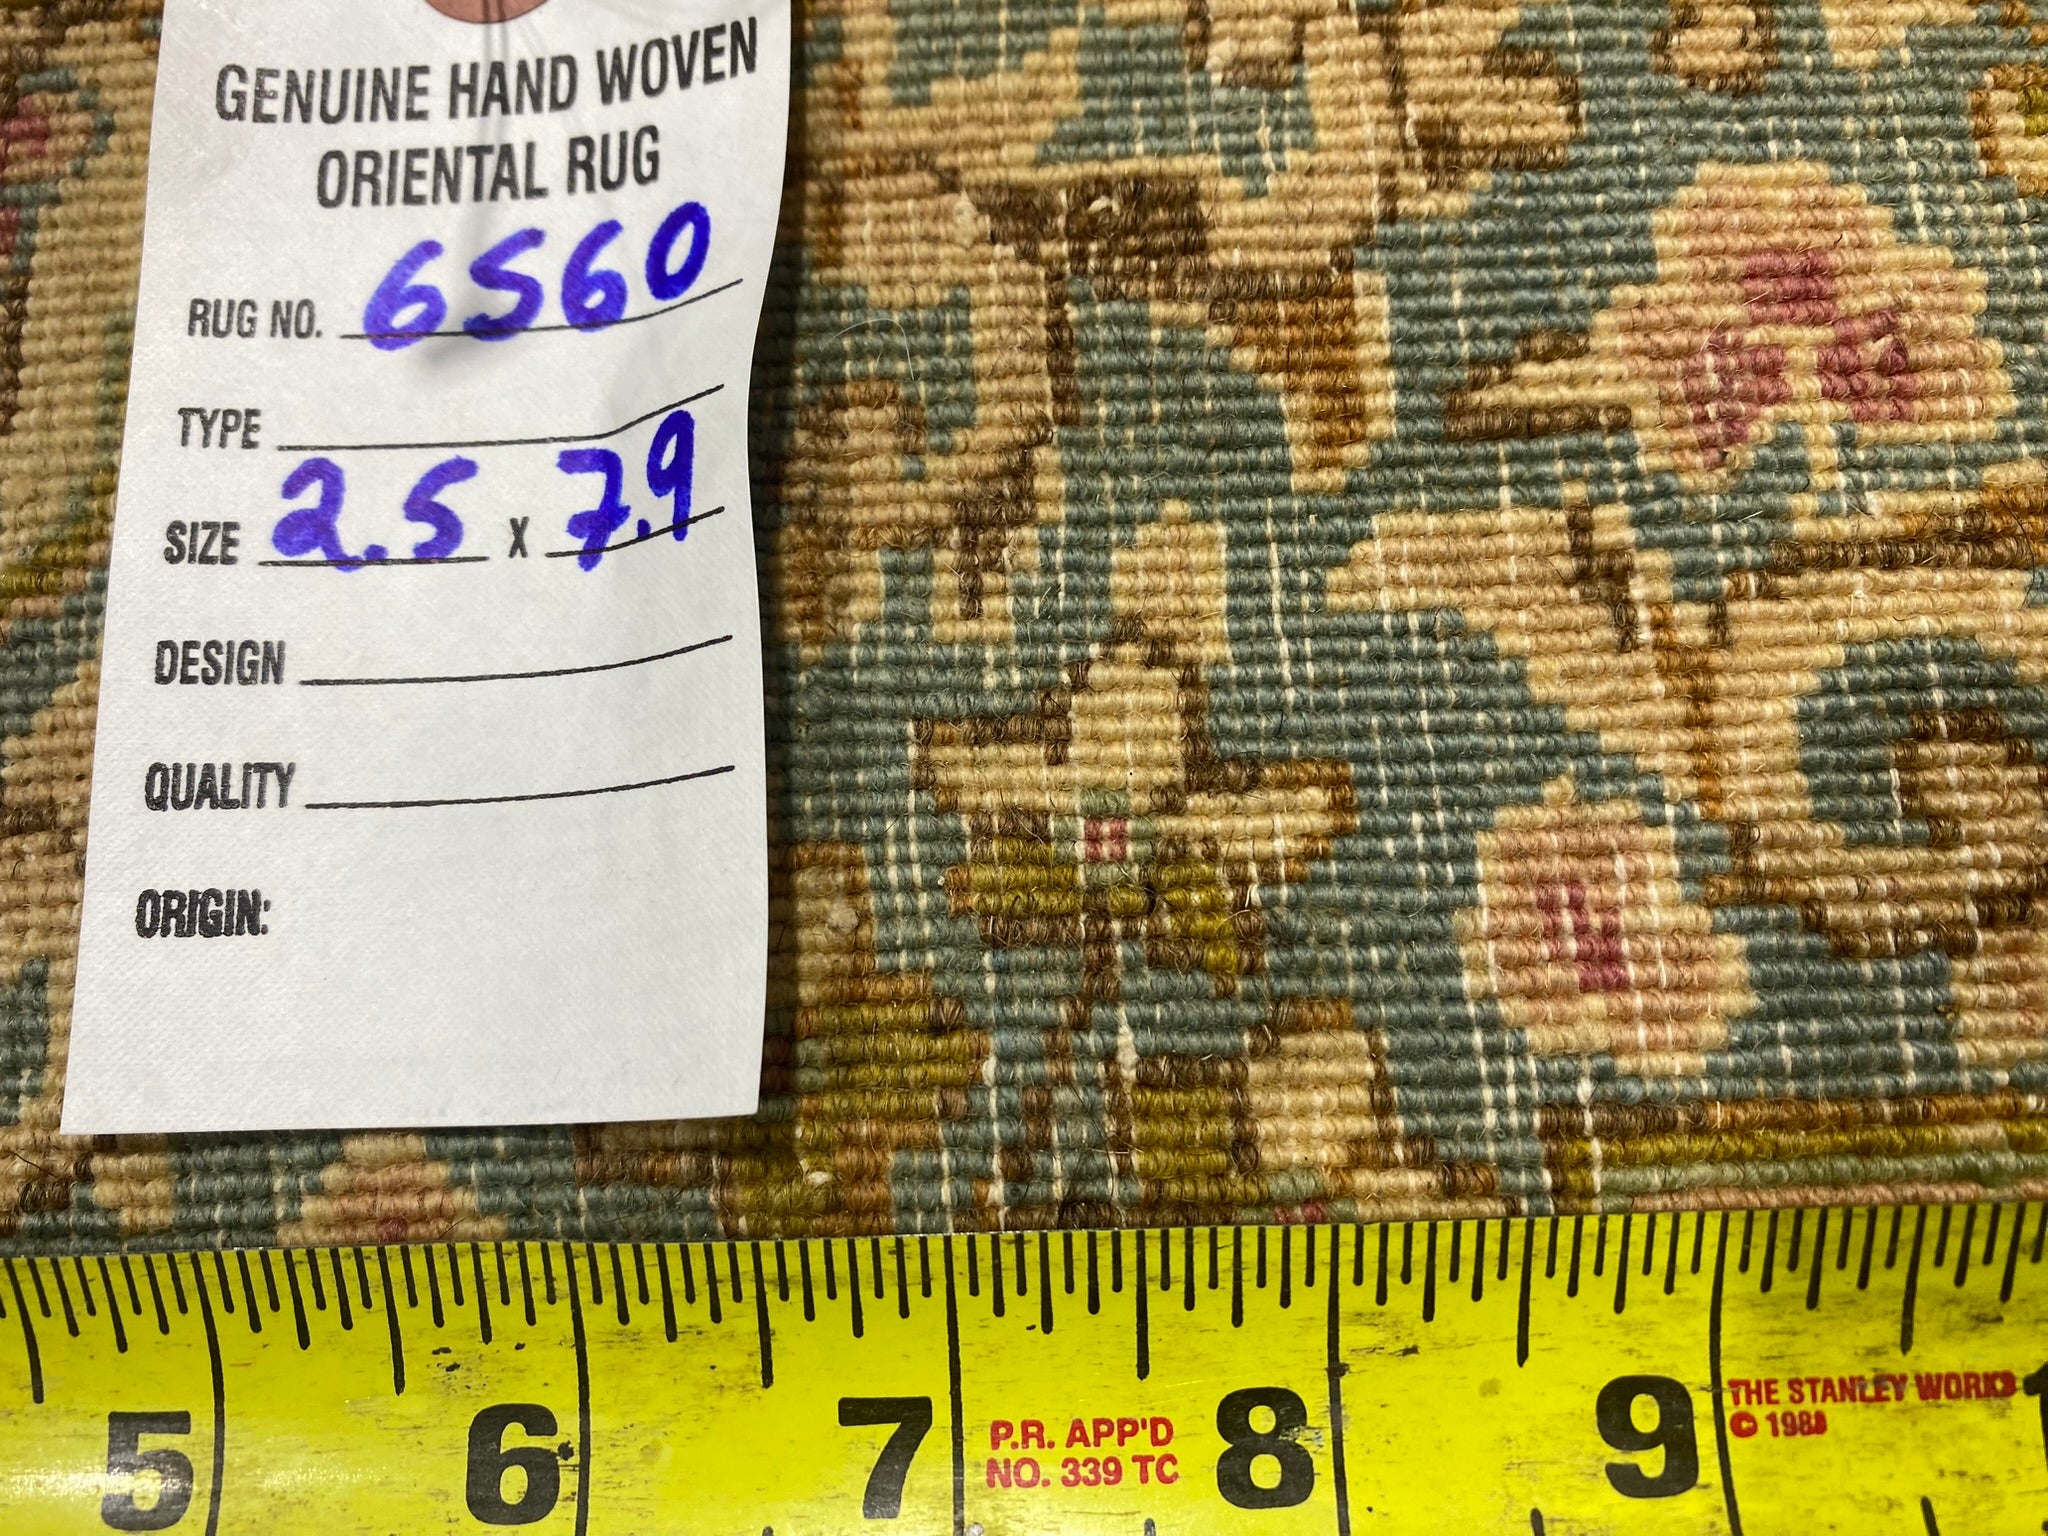 GENUINE HAND WOVEN
ORIENTAL RUG
RUG NO. 6560
TYPE
SIZE 2.5 X 7.9
DESIGN
QUALITY
ORIGIN:
5 6 7 8 9
P.R. APP'D
NO. 339 TC
THE STANLEY WORKS
© 1988